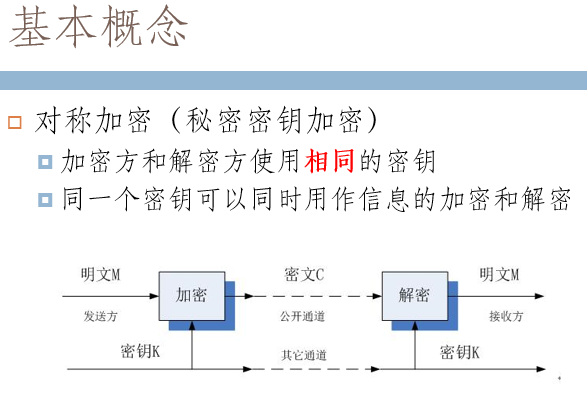 基本概念
对称加密（秘密密钥加密）
加密方和解密方使用相同的密钥
同一个密钥可以同时用作信息的加密和解密
明文M 加密 密文C 解密 明文M
发送方 公开通道 接收方
密钥K 其它通道 密钥K